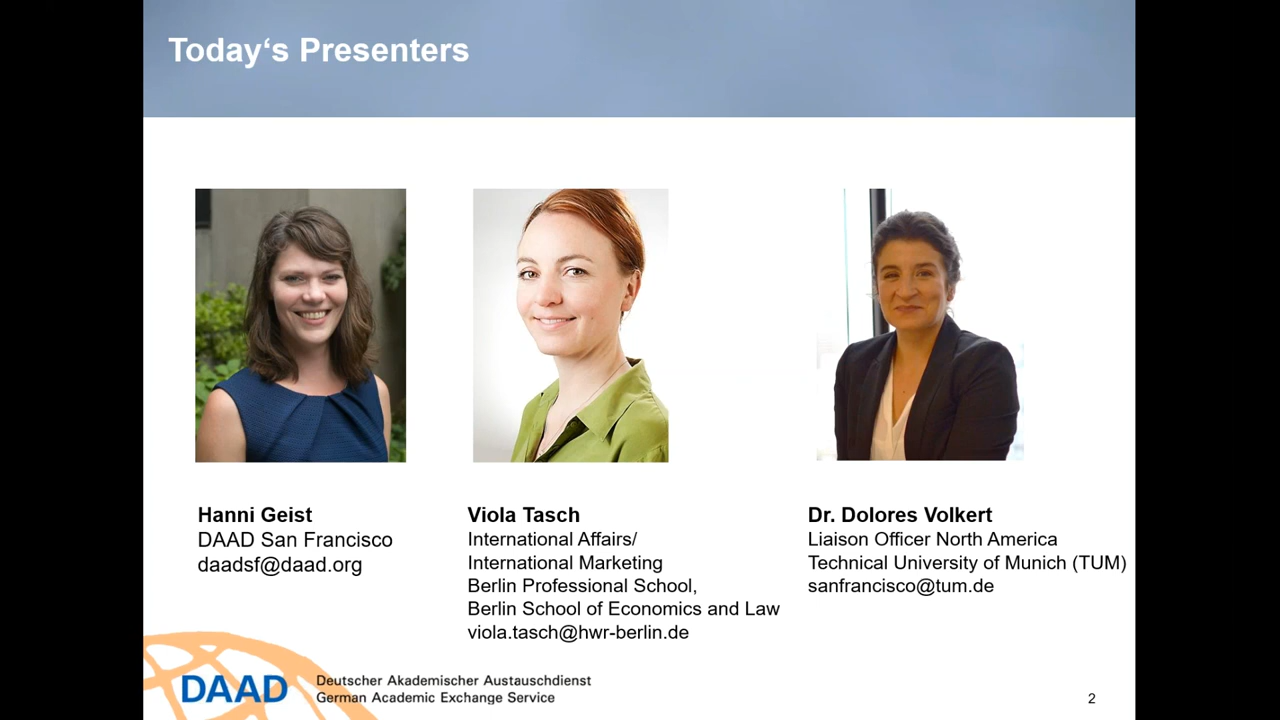 Today‘s Presenters
Hanni Geist
DAAD San Francisco
daadsf@daad.org
Viola Tasch
International Affairs/
International Marketing
Berlin Professional School,
Berlin School of Economics and Law
viola.tasch@hwr-berlin.de
Dr. Dolores Volkert
Liaison Officer North America
Technical University of Munich (TUM)
sanfrancisco@tum.de
DAAD
Deutscher Akademischer Austauschdienst
German Academic Exchange Service
2